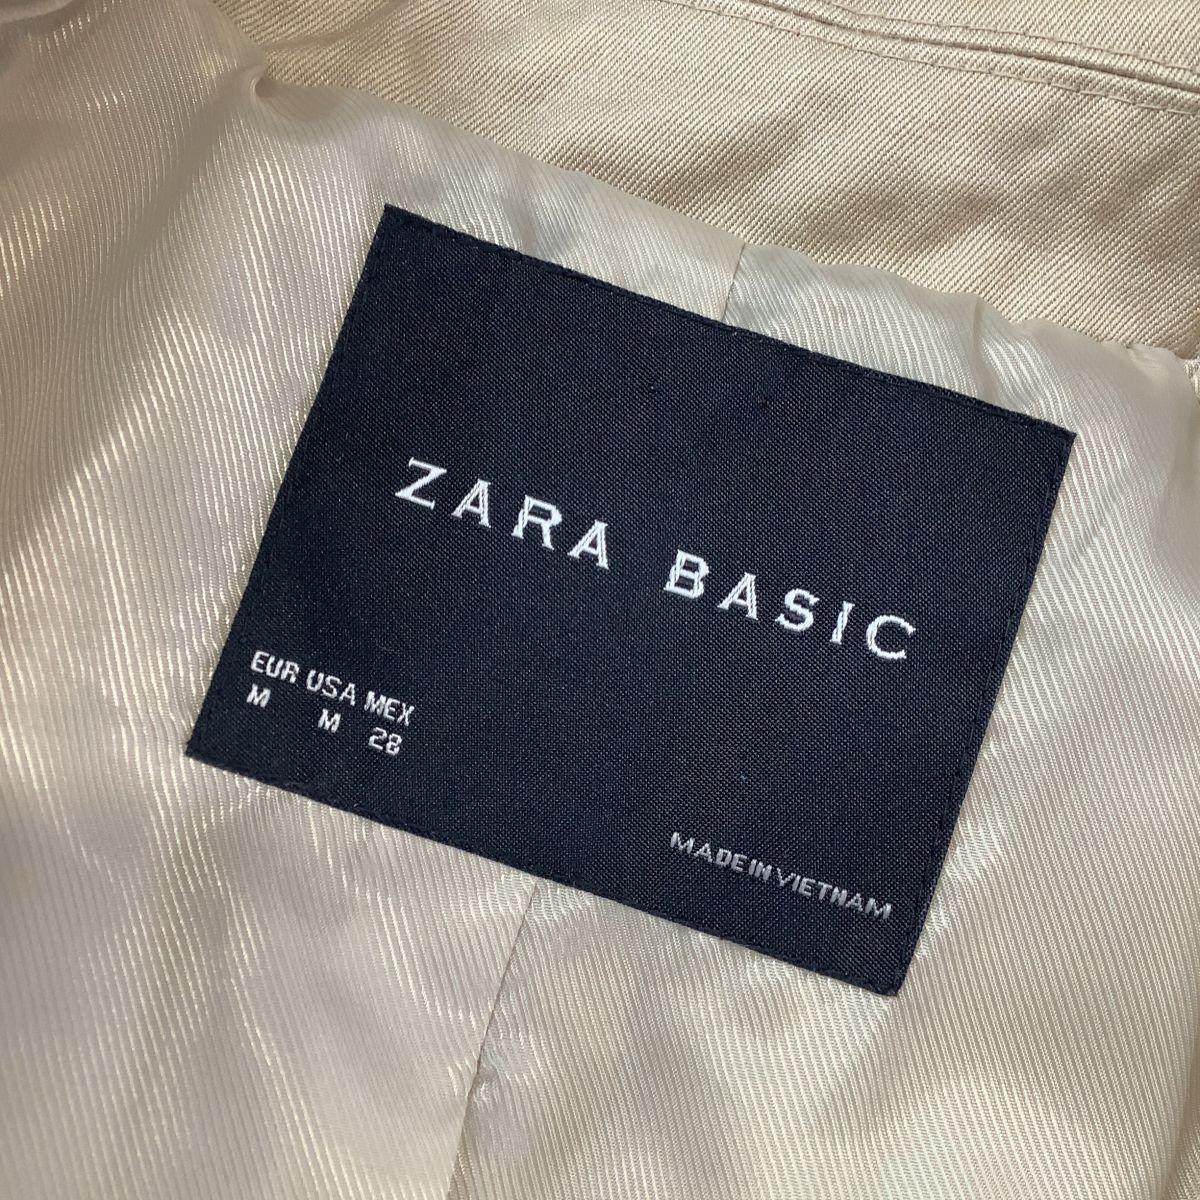 ZARA BASIC
EUR USA MEX
M M 28
MADE IN VIETNAM